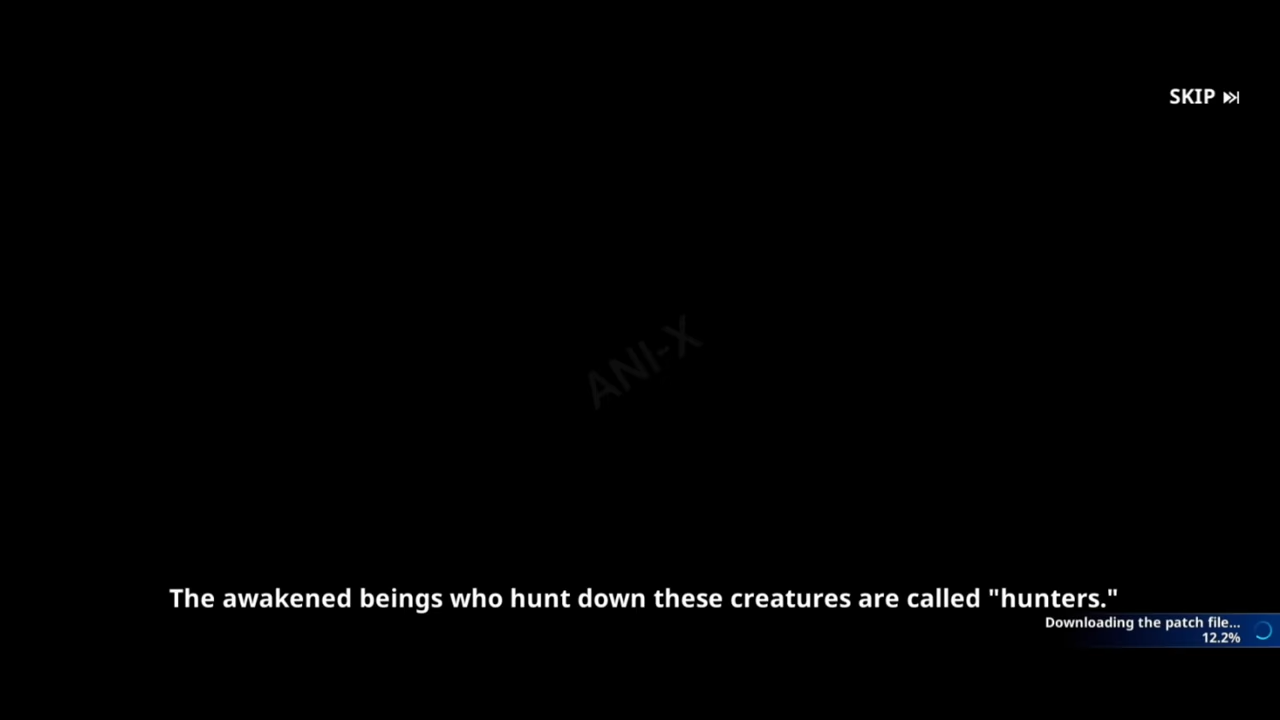 SKIP
ANI-X
The awakened beings who hunt down these creatures are called "hunters."
Downloading the patch file...
12.2%